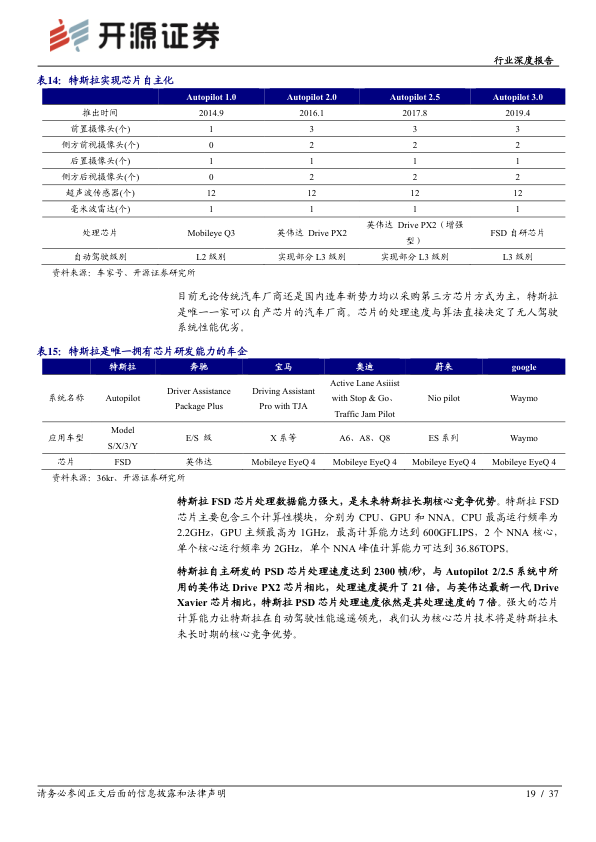 开源证券
行业深度报告
表14：特斯拉实现芯片自主化
Autopilot 1.0 Autopilot 2.0 Autopilot 2.5 Autopilot 3.0
推出时间 2014.9 2016.1 2017.8 2019.4
前置摄像头(个) 1 3 3 3
侧方前视摄像头(个) 0 2 2 2
后置摄像头(个) 1 1 1 1
侧方后视摄像头(个) 0 2 2 2
超声波传感器(个) 12 12 12 12
毫米波雷达(个) 1 1 1 1
处理芯片 Mobileye Q3 英伟达 Drive PX2 英伟达 Drive PX2（增强型） FSD 自研芯片
自动驾驶级别 L2 级别 实现部分 L3 级别 实现部分 L3 级别 L3 级别
资料来源：车家号、开源证券研究所
目前无论传统汽车厂商还是国内造车新势力均以采购第三方芯片方式为主，特斯拉
是唯一一家可以自产芯片的汽车厂商。芯片的处理速度与算法直接决定了无人驾驶
系统性能优劣。
表15：特斯拉是唯一拥有芯片研发能力的车企
特斯拉 奔驰 宝马 奥迪 蔚来 google
系统名称 Autopilot Driver Assistance Package Plus Driving Assistant Pro with TJA Active Lane Asiiist with Stop & Go、Traffic Jam Pilot Nio pilot Waymo
应用车型 Model S/X/3/Y E/S 级 X 系等 A6、A8、Q8 ES 系列 Waymo
芯片 FSD 英伟达 Mobileye EyeQ 4 Mobileye EyeQ 4 Mobileye EyeQ 4 Mobileye EyeQ 4
资料来源：36kr、开源证券研究所
特斯拉 FSD 芯片处理数据能力强大，是未来特斯拉长期核心竞争优势。特斯拉 FSD
芯片主要包含三个计算性模块，分别为 CPU、GPU 和 NNA。CPU 最高运行频率为
2.2GHz，GPU 主频最高为 1GHz，最高计算能力达到 600GFLIPS，2 个 NNA 核心，
单个核心运行频率为 2GHz，单个 NNA 峰值计算能力可达到 36.86TOPS。
特斯拉自主研发的 PSD 芯片处理速度达到 2300 帧/秒，与 Autopilot 2/2.5 系统中所
用的英伟达 Drive PX2 芯片相比，处理速度提升了 21 倍。与英伟达最新一代 Drive
Xavier 芯片相比，特斯拉 PSD 芯片处理速度依然是其处理速度的 7 倍。强大的芯片
计算能力让特斯拉在自动驾驶性能遥遥领先，我们认为核心芯片技术将是特斯拉未
来长时期的核心竞争优势。
请务必参阅正文后面的信息披露和法律声明
19 / 37